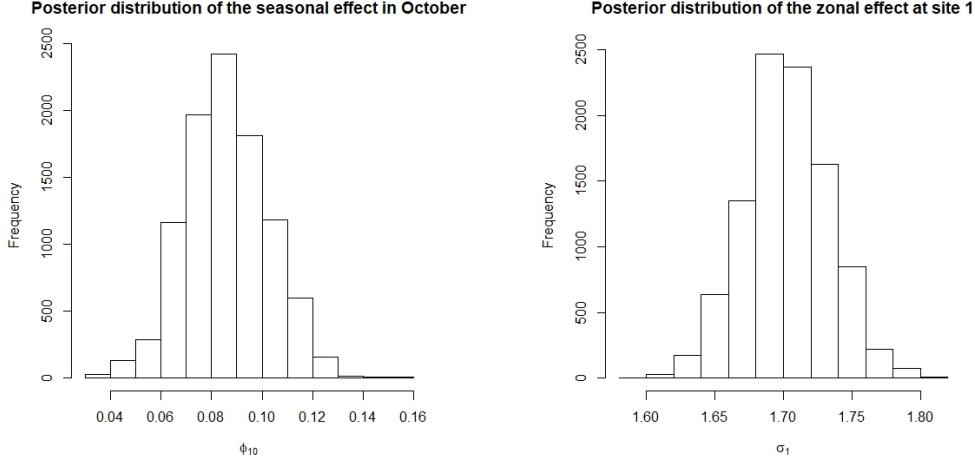 Posterior distribution of the seasonal effect in October
Frequency
2500
2000
1500
1000
500
0
0.04 0.06 0.08 0.10 0.12 0.14 0.16
ϕ10
Posterior distribution of the zonal effect at site 1
Frequency
2500
2000
1500
1000
500
0
1.60 1.65 1.70 1.75 1.80
σ1